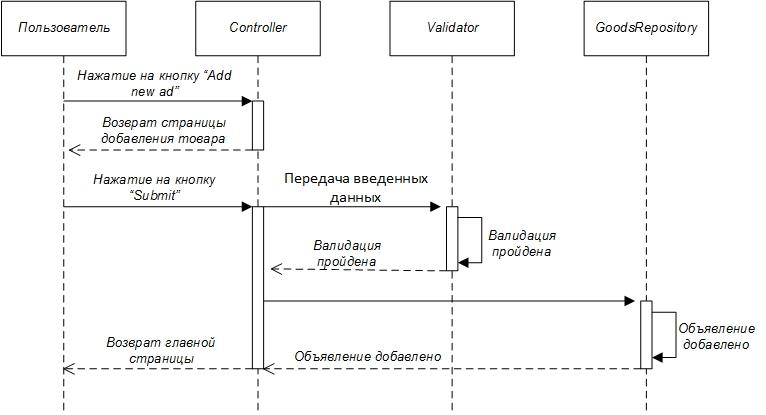 Пользователь
Controller
Validator
GoodsRepository
Нажатие на кнопку “Add
new ad”
Возврат страницы
добавления товара
Нажатие на кнопку
“Submit”
Передача введенных
данных
Валидация
пройдена
Валидация
пройдена
Объявление
добавлено
Возврат главной
страницы
Объявление добавлено